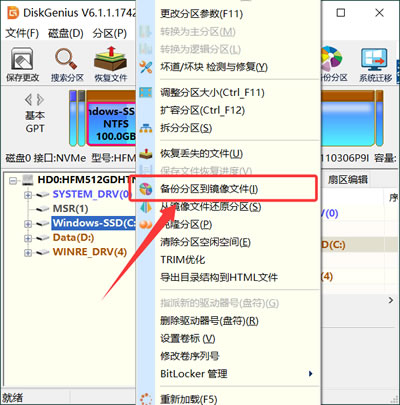 DiskGenius V6.1.1.1742
文件(F) 磁盘(D) 分区(P)
保存更改 搜索分区 恢复文件
份分区 系统迁移
基本
GPT
ndows-SSD(C:
NTFS
100.0GB
磁盘0 接口:NVMe 型号:HFM
110306P9I 容量:
HD0:HFM512GDHTN
SYSTEM_DRV(0)
MSR(1)
Windows-SSD(C:
Data(D:)
WINRE_DRV(4)
就绪
更改分区参数(F11)
转换为主分区(M)
转换为逻辑分区(L)
坏道/坏块 检测与修复(Y)
调整分区大小(Ctrl_F11)
扩容分区(Ctrl_F12)
拆分分区(S)
恢复丢失的文件(U)
保存文件恢复进度(V)
备份分区到镜像文件(I)
从镜像文件还原分区(S)
克隆分区(P)
清除分区空闲空间(E)
TRIM优化
导出目录结构到HTML文件
指派新的驱动器号(盘符)(G)
删除驱动器号(盘符)(R)
设置卷标 (V)
修改卷序列号
BitLocker 管理
重新加载(F5)
扇区编辑
序
(0)
D(C:)
(4)